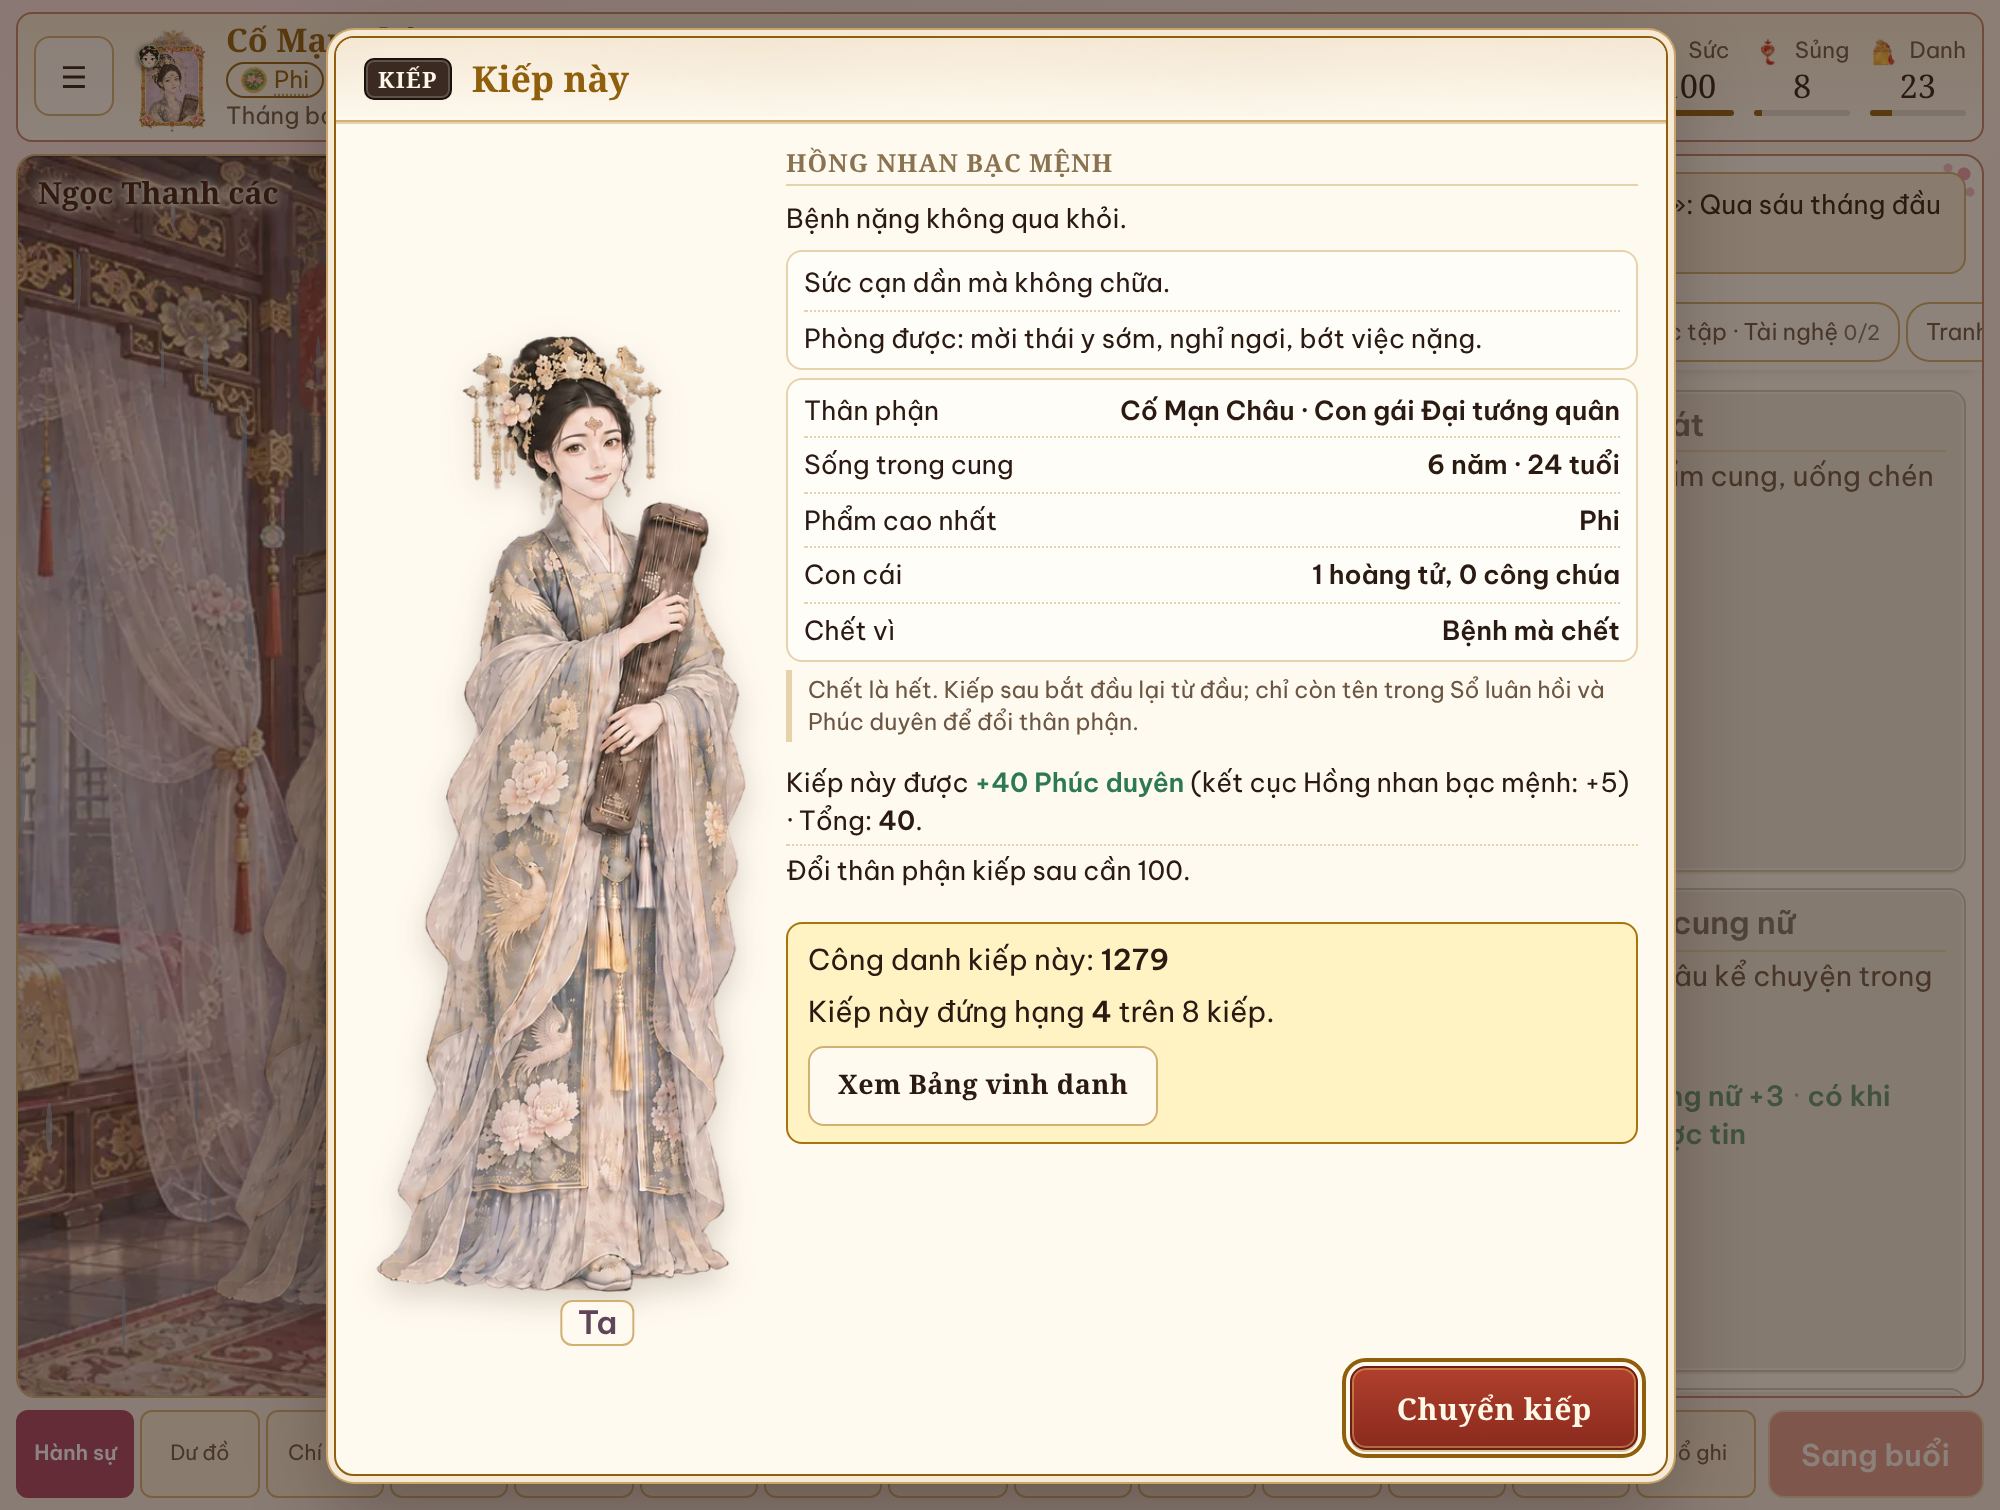 ☰
Cố Mạ
Phi
Tháng b
Sức
Sủng
Danh
00
8
23
KIẾP
Kiếp này
Ngọc Thanh các
HỒNG NHAN BẠC MỆNH
Bệnh nặng không qua khỏi.
Sức cạn dần mà không chữa.
Phòng được: mời thái y sớm, nghỉ ngơi, bớt việc nặng.
Thân phận
Cố Mạn Châu · Con gái Đại tướng quân
Sống trong cung
6 năm · 24 tuổi
Phẩm cao nhất
Phi
Con cái
1 hoàng tử, 0 công chúa
Chết vì
Bệnh mà chết
Chết là hết. Kiếp sau bắt đầu lại từ đầu; chỉ còn tên trong Sổ luân hồi và
Phúc duyên để đổi thân phận.
Kiếp này được +40 Phúc duyên (kết cục Hồng nhan bạc mệnh: +5)
· Tổng: 40.
Đổi thân phận kiếp sau cần 100.
Công danh kiếp này: 1279
Kiếp này đứng hạng 4 trên 8 kiếp.
Xem Bảng vinh danh
Ta
Chuyển kiếp
»: Qua sáu tháng đầu
tập · Tài nghệ 0/2
Tranh
át
m cung, uống chén
cung nữ
âu kể chuyện trong
ng nữ +3 · có khi
ợc tin
Hành sự
Dư đồ
Chí
ổ ghi
Sang buổi